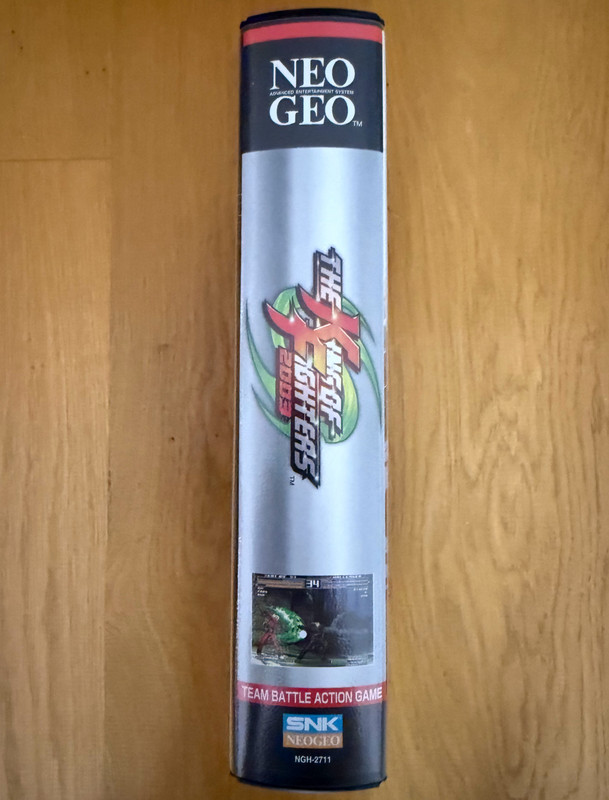 NEO
ADVANCED ENTERTAINMENT SYSTEM
GEO TM
THE KING OF
FIGHTERS
2003
TM
34
TEAM BATTLE ACTION GAME
SNK
NEOGEO
NGH-2711